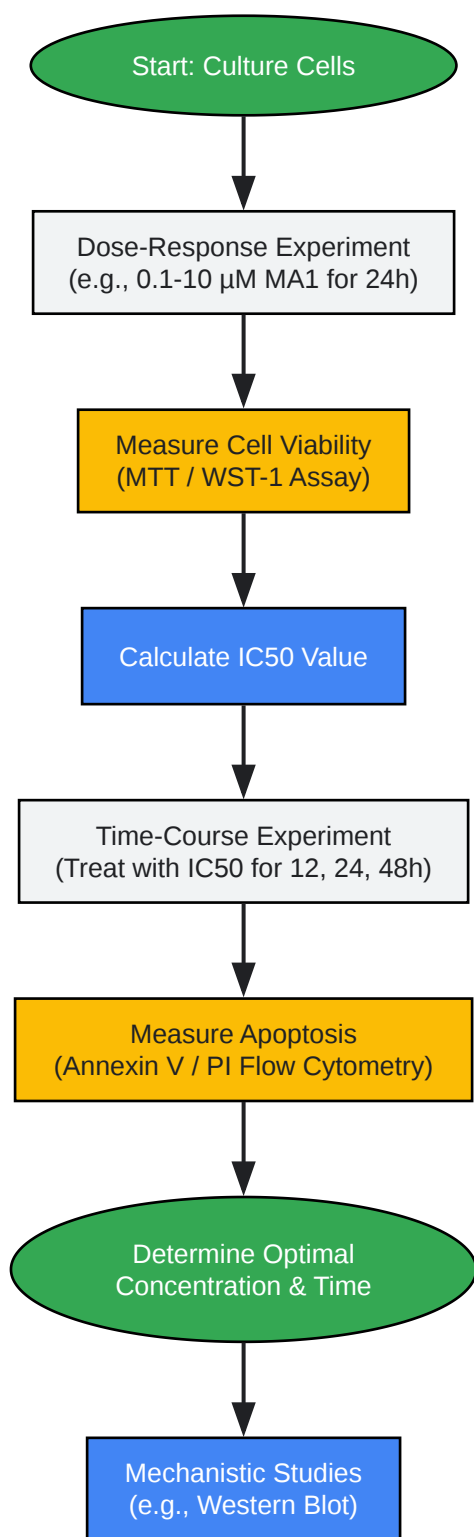 Start: Culture Cells
Dose-Response Experiment
(e.g., 0.1-10 µM MA1 for 24h)
Measure Cell Viability
(MTT / WST-1 Assay)
Calculate IC50 Value
Time-Course Experiment
(Treat with IC50 for 12, 24, 48h)
Measure Apoptosis
(Annexin V / PI Flow Cytometry)
Determine Optimal
Concentration & Time
Mechanistic Studies
(e.g., Western Blot)